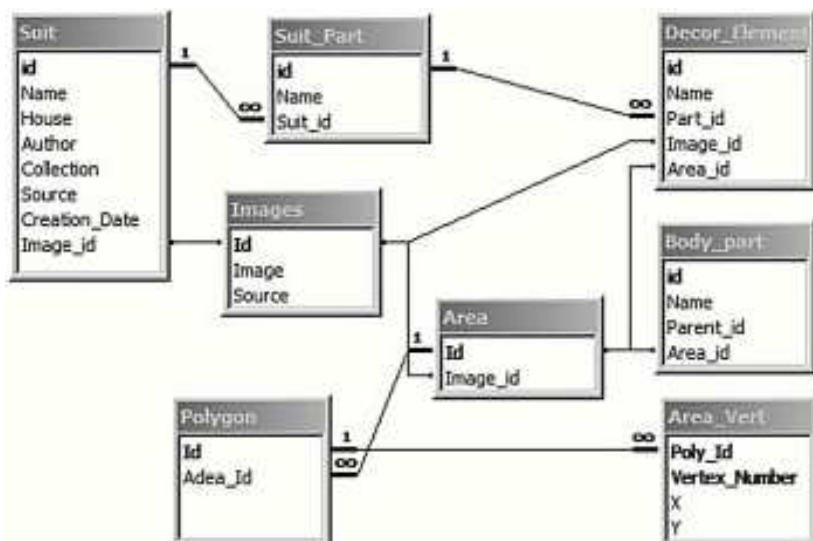 Suit
id
Name
House
Author
Collection
Source
Creation_Date
Image_id
1
∞
Suit_Part
id
Name
Suit_id
1
∞
Decor_Element
id
Name
Part_id
Image_id
Area_id
Images
Id
Image
Source
Body_part
id
Name
Parent_id
Area_id
Area
Id
Image_id
1
Polygon
Id
Adea_Id
1
∞
∞
Area_Vert
Poly_Id
Vertex_Number
X
Y